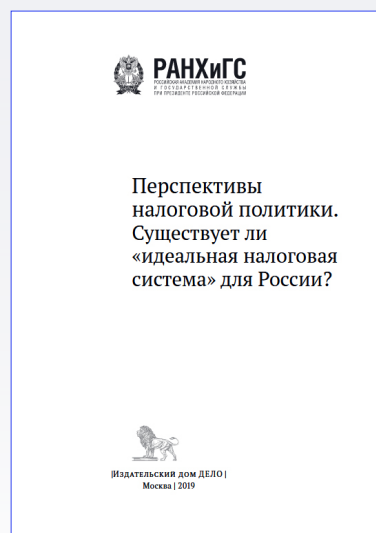 РАНХиГС
РОССИЙСКАЯ АКАДЕМИЯ НАРОДНОГО ХОЗЯЙСТВА
И ГОСУДАРСТВЕННОЙ СЛУЖБЫ
ПРИ ПРЕЗИДЕНТЕ РОССИЙСКОЙ ФЕДЕРАЦИИ
Перспективы
налоговой политики.
Существует ли
«идеальная налоговая
система» для России?
|Издательский дом ДЕЛО|
Москва | 2019